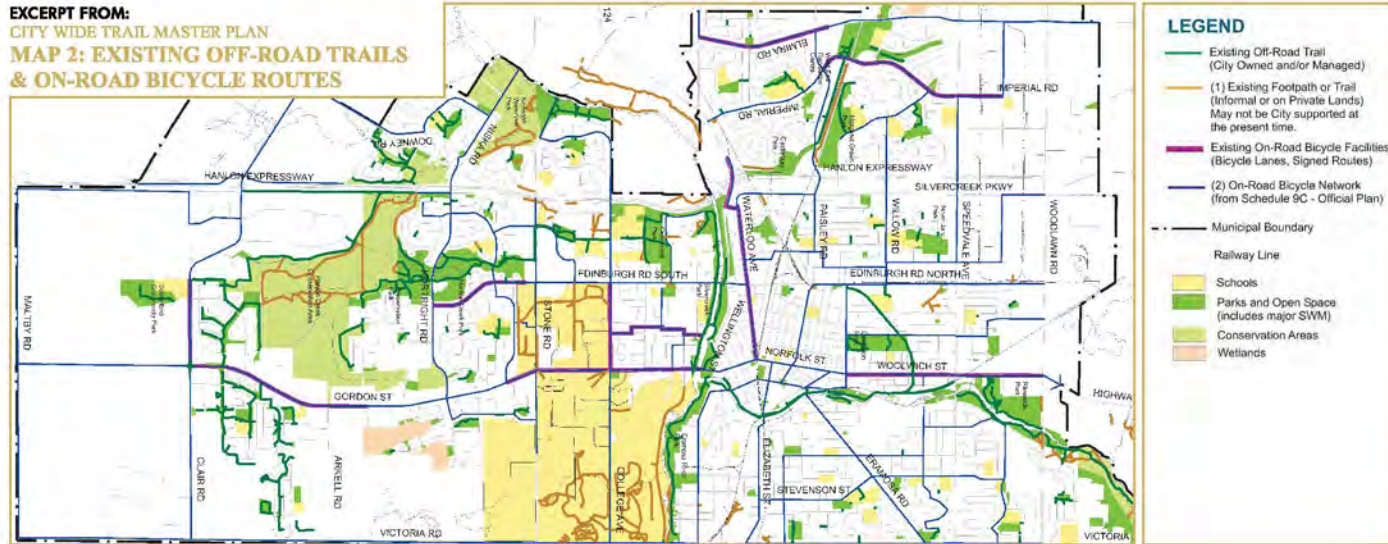 EXCERPT FROM:
CITY WIDE TRAIL MASTER PLAN
MAP 2: EXISTING OFF-ROAD TRAILS
& ON-ROAD BICYCLE ROUTES
124
ELMIRA RD
IMPERIAL RD
IMPERIAL RD
NISKA RD
DOWNEY RD
HANLON EXPRESSWAY
HANLON EXPRESSWAY
SILVERCREEK PKWY
WATERLOO AVE
PAISLEY RD
WILLOW RD
SPEEDVALE AVE
WOODLAWN RD
EDINBURGH RD SOUTH
EDINBURGH RD NORTH
MALTBY RD
STONE RD
WELLINGTON ST
NORFOLK ST
WOOLWICH ST
GORDON ST
HIGHWA
CLAIR RD
ARKELL RD
COLLEGE AVE
ELIZABETH ST.
ERAMOSA RD
STEVENSON ST
VICTORIA RD
VICTORIA
LEGEND
Existing Off-Road Trail
(City Owned and/or Managed)
(1) Existing Footpath or Trail
(Informal or on Private Lands)
May not be City supported at
the present time.
Existing On-Road Bicycle Facilities
(Bicycle Lanes, Signed Routes)
(2) On-Road Bicycle Network
(from Schedule 9C - Official Plan)
Municipal Boundary
Railway Line
Schools
Parks and Open Space
(includes major SWM)
Conservation Areas
Wetlands